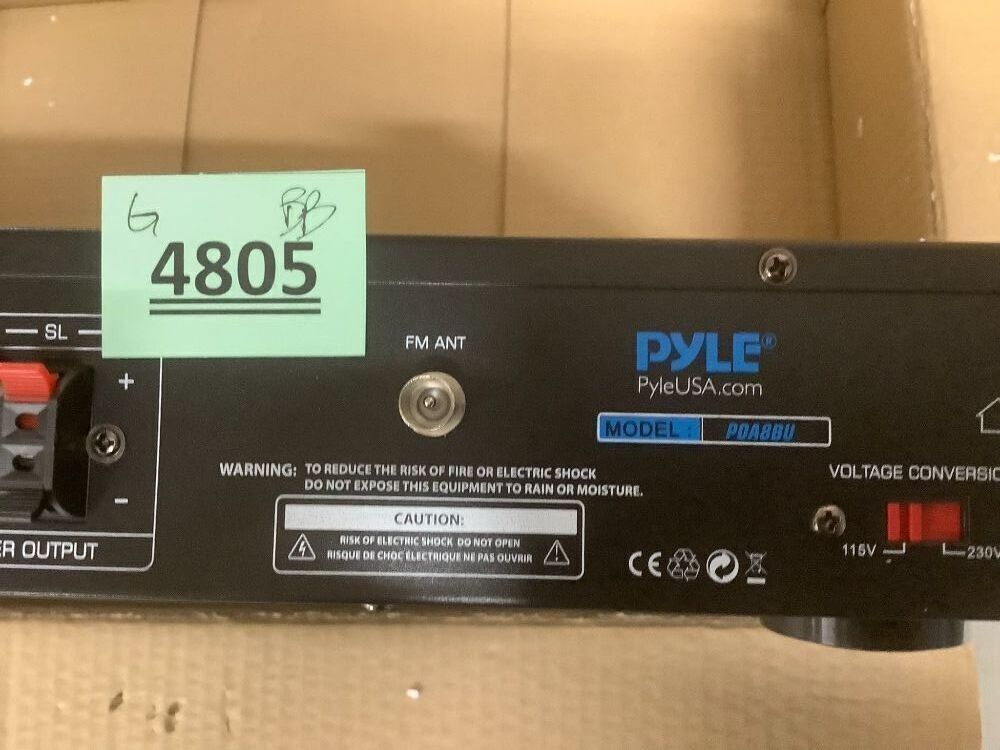 G BB
4805
SL
+
−
ER OUTPUT
FM ANT
PYLE®
PyleUSA.com
MODEL : PDA8BU
WARNING: TO REDUCE THE RISK OF FIRE OR ELECTRIC SHOCK
DO NOT EXPOSE THIS EQUIPMENT TO RAIN OR MOISTURE.
CAUTION:
RISK OF ELECTRIC SHOCK DO NOT OPEN
RISQUE DE CHOC ÉLECTRIQUE NE PAS OUVRIR
CE
VOLTAGE CONVERSIO
115V 230V